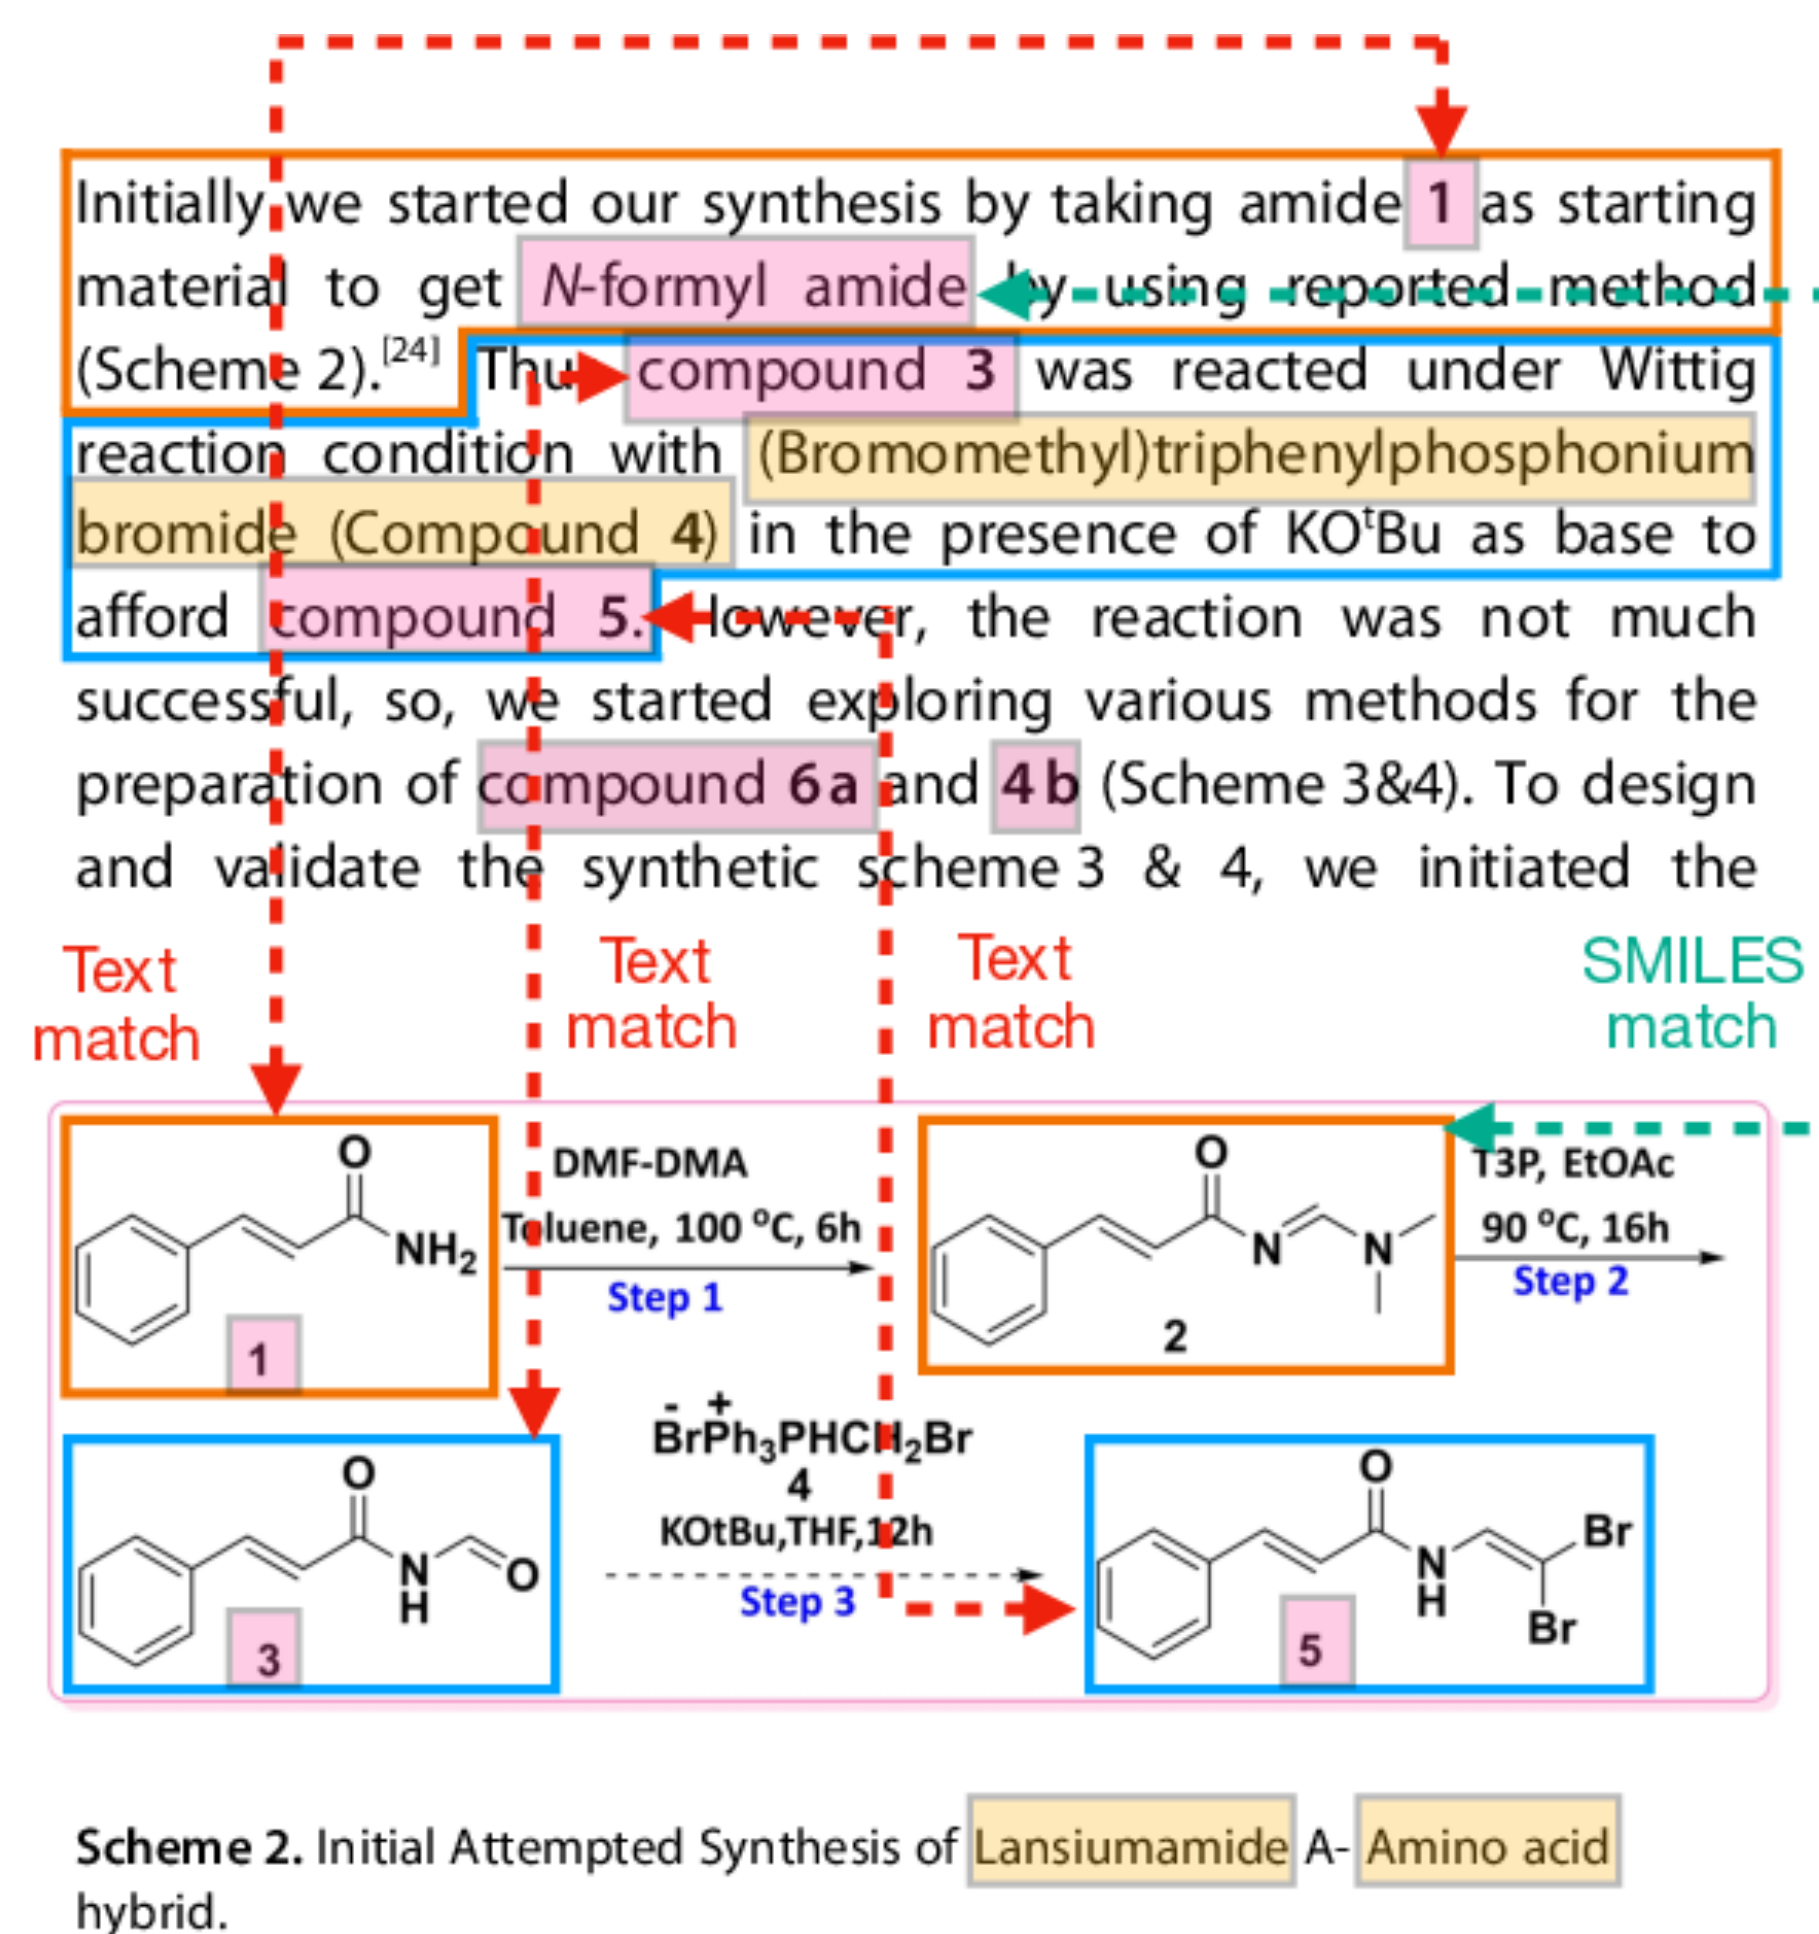 Initially we started our synthesis by taking amide 1 as starting
material to get N-formyl amide by using reported method
(Scheme 2).[24] Thu compound 3 was reacted under Wittig
reaction condition with (Bromomethyl)triphenylphosphonium
bromide (Compound 4) in the presence of KOtBu as base to
afford compound 5. However, the reaction was not much
successful, so, we started exploring various methods for the
preparation of compound 6a and 4b (Scheme 3&4). To design
and validate the synthetic scheme 3 & 4, we initiated the
Text match
Text match
Text match
SMILES match
O
NH2
1
DMF-DMA
Toluene, 100 oC, 6h
Step 1
O
N
N
2
T3P, EtOAc
90 oC, 16h
Step 2
O
N
H
O
3
- +
BrPh3PHCH2Br
4
KOtBu,THF,12h
Step 3
O
N
H
Br
Br
5
Scheme 2. Initial Attempted Synthesis of Lansiumamide A- Amino acid
hybrid.